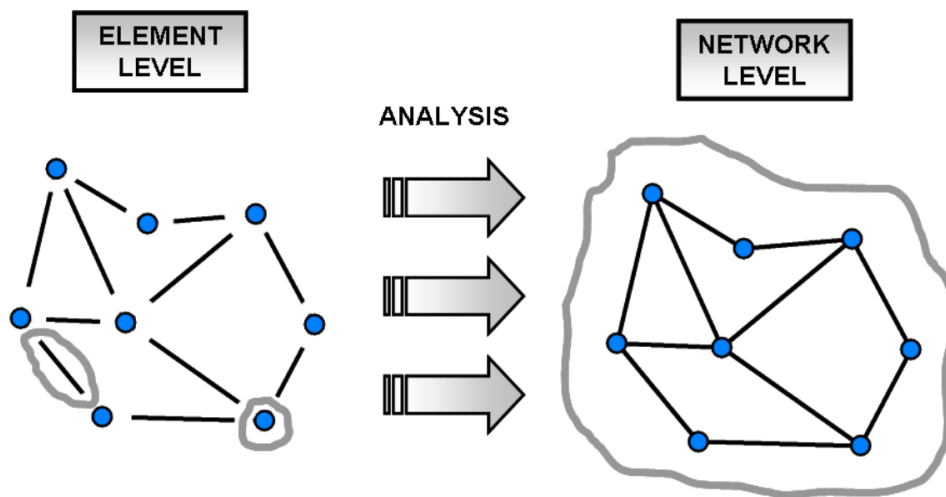 ELEMENT
LEVEL
ANALYSIS
NETWORK
LEVEL